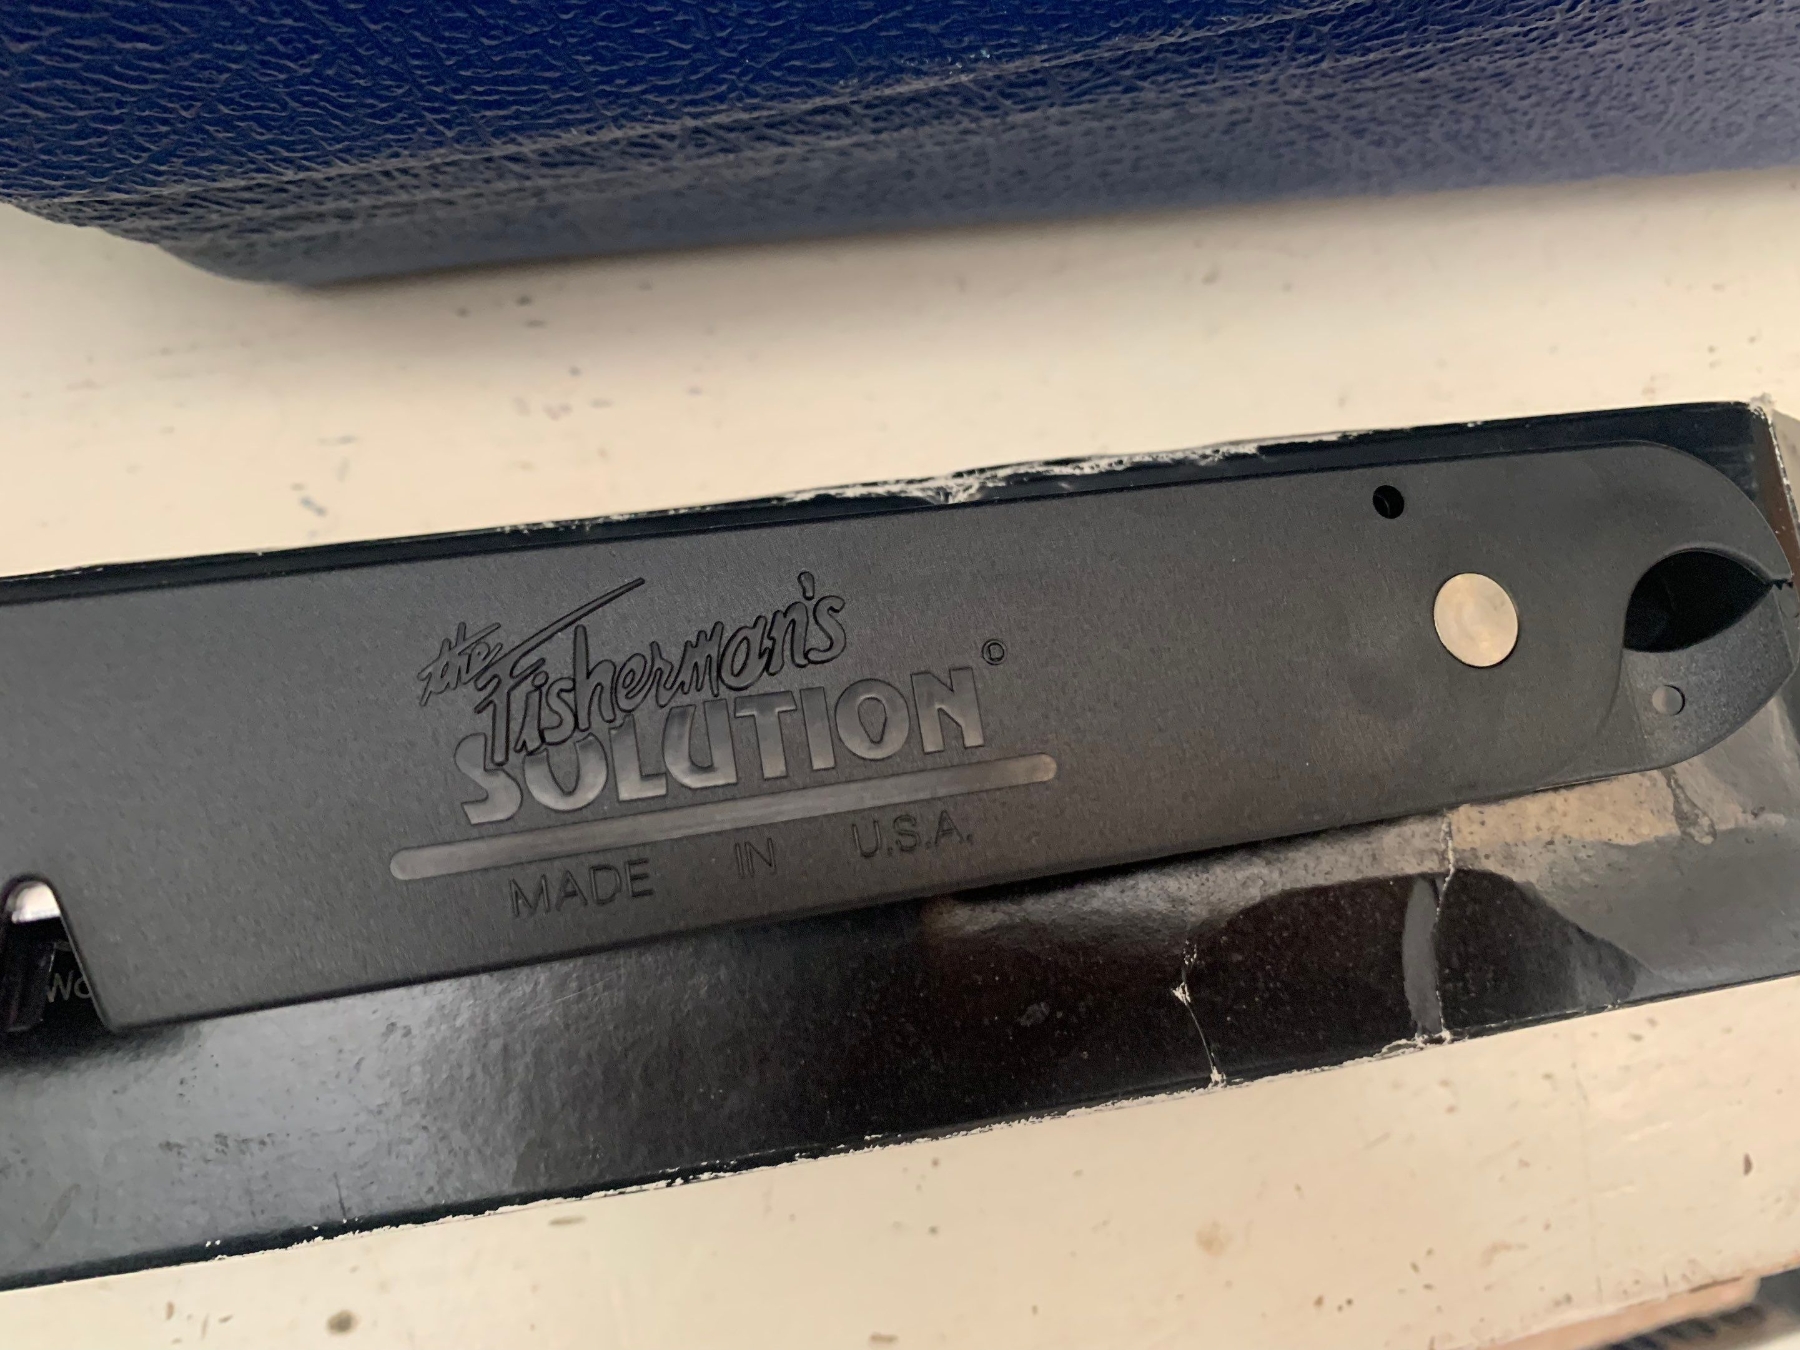 the
Fisherman's
SOLUTION ©
MADE IN U.S.A.